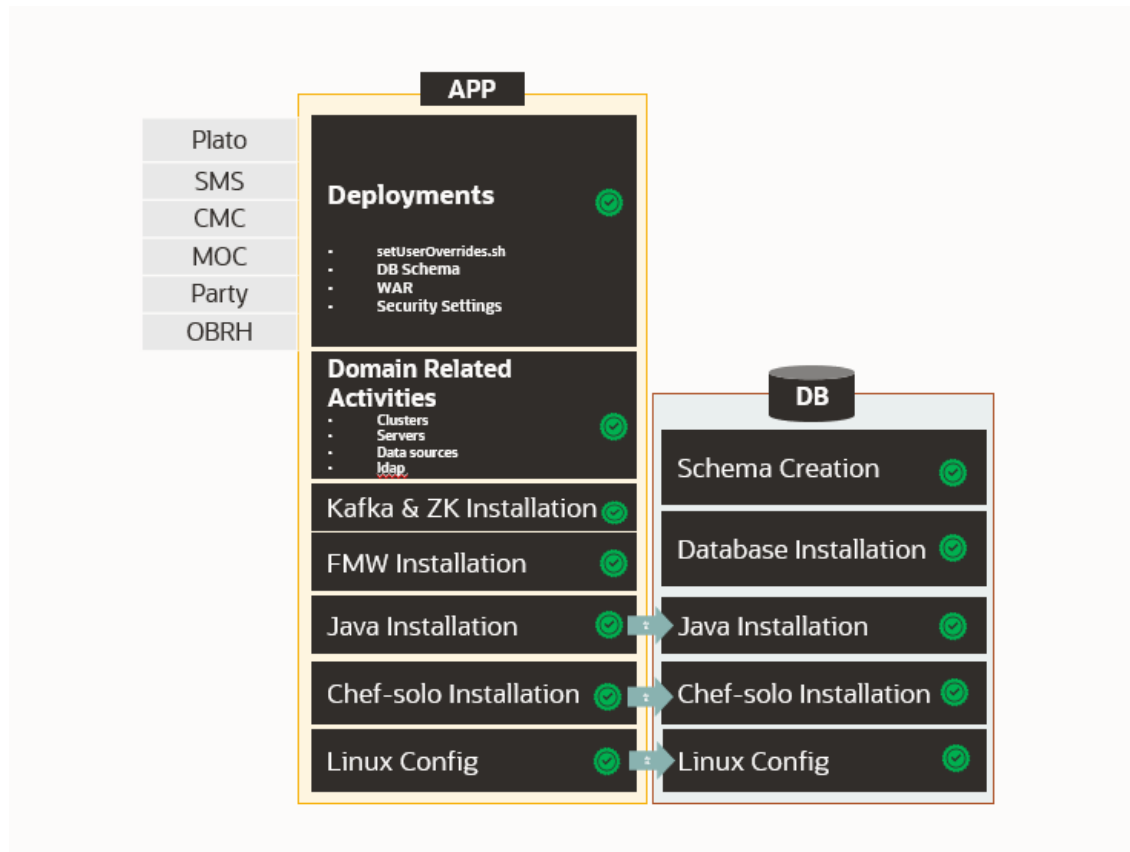 APP
Plato
SMS
CMC
MOC
Party
OBRH
Deployments
setUserOverrides.sh
DB Schema
WAR
Security Settings
Domain Related
Activities
Clusters
Servers
Data sources
ldap
Kafka & ZK Installation
FMW Installation
Java Installation
Chef-solo Installation
Linux Config
DB
Schema Creation
Database Installation
Java Installation
Chef-solo Installation
Linux Config